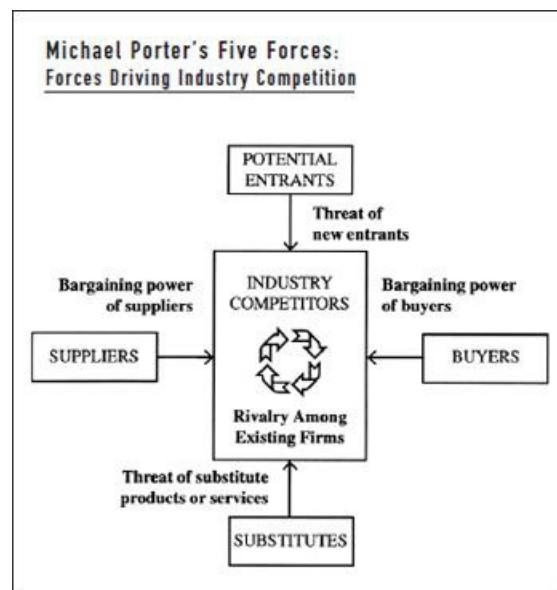 Michael Porter's Five Forces:
Forces Driving Industry Competition
POTENTIAL
ENTRANTS
Threat of
new entrants
Bargaining power
of suppliers
INDUSTRY
COMPETITORS
Bargaining power
of buyers
SUPPLIERS
BUYERS
Rivalry Among
Existing Firms
Threat of substitute
products or services
SUBSTITUTES